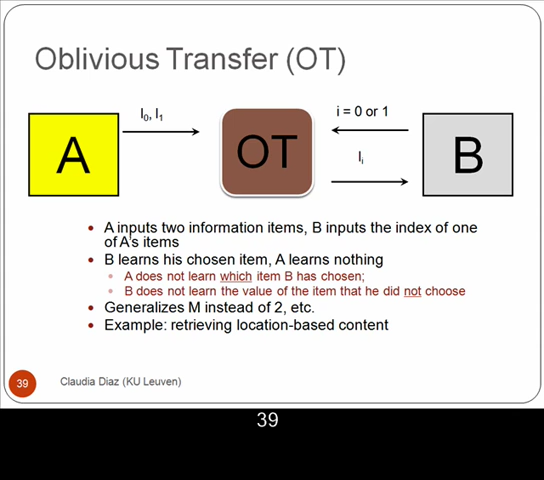 Oblivious Transfer (OT)
I0, I1
i = 0 or 1
A
OT
Ii
B
A inputs two information items, B inputs the index of one
of A's items
B learns his chosen item, A learns nothing
A does not learn which item B has chosen;
B does not learn the value of the item that he did not choose
Generalizes M instead of 2, etc.
Example: retrieving location-based content
39
Claudia Diaz (KU Leuven)
39